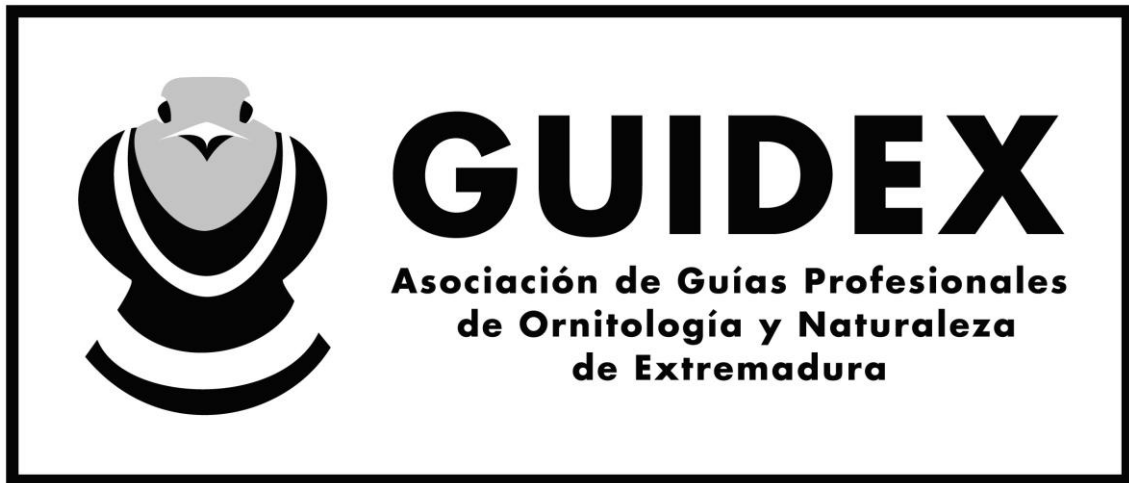 GUIDEX
Asociación de Guías Profesionales
de Ornitología y Naturaleza
de Extremadura